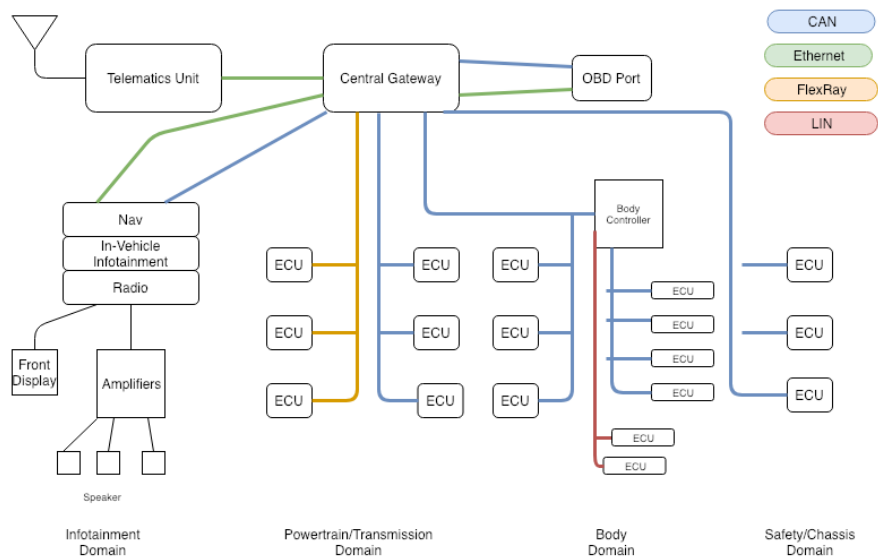 CAN
Ethernet
FlexRay
LIN
Telematics Unit
Central Gateway
OBD Port
Nav
In-Vehicle
Infotainment
Radio
Front
Display
Amplifiers
Speaker
ECU
ECU
ECU
ECU
ECU
ECU
ECU
ECU
ECU
Body
Controller
ECU
ECU
ECU
ECU
ECU
ECU
ECU
ECU
ECU
Infotainment
Domain
Powertrain/Transmission
Domain
Body
Domain
Safety/Chassis
Domain